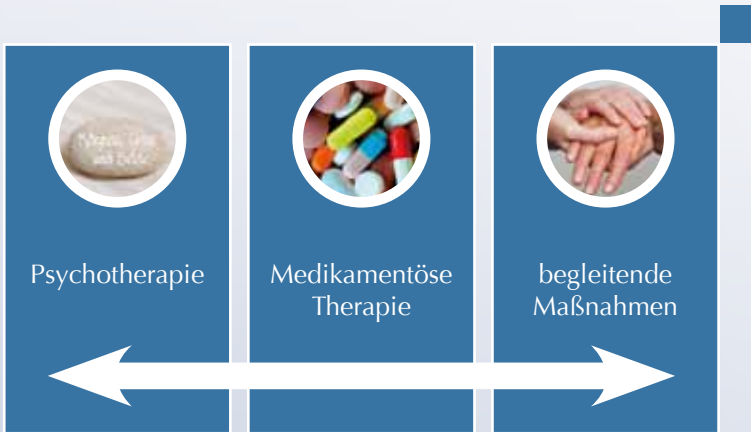 Psychotherapie
Medikamentöse
Therapie
begleitende
Maßnahmen